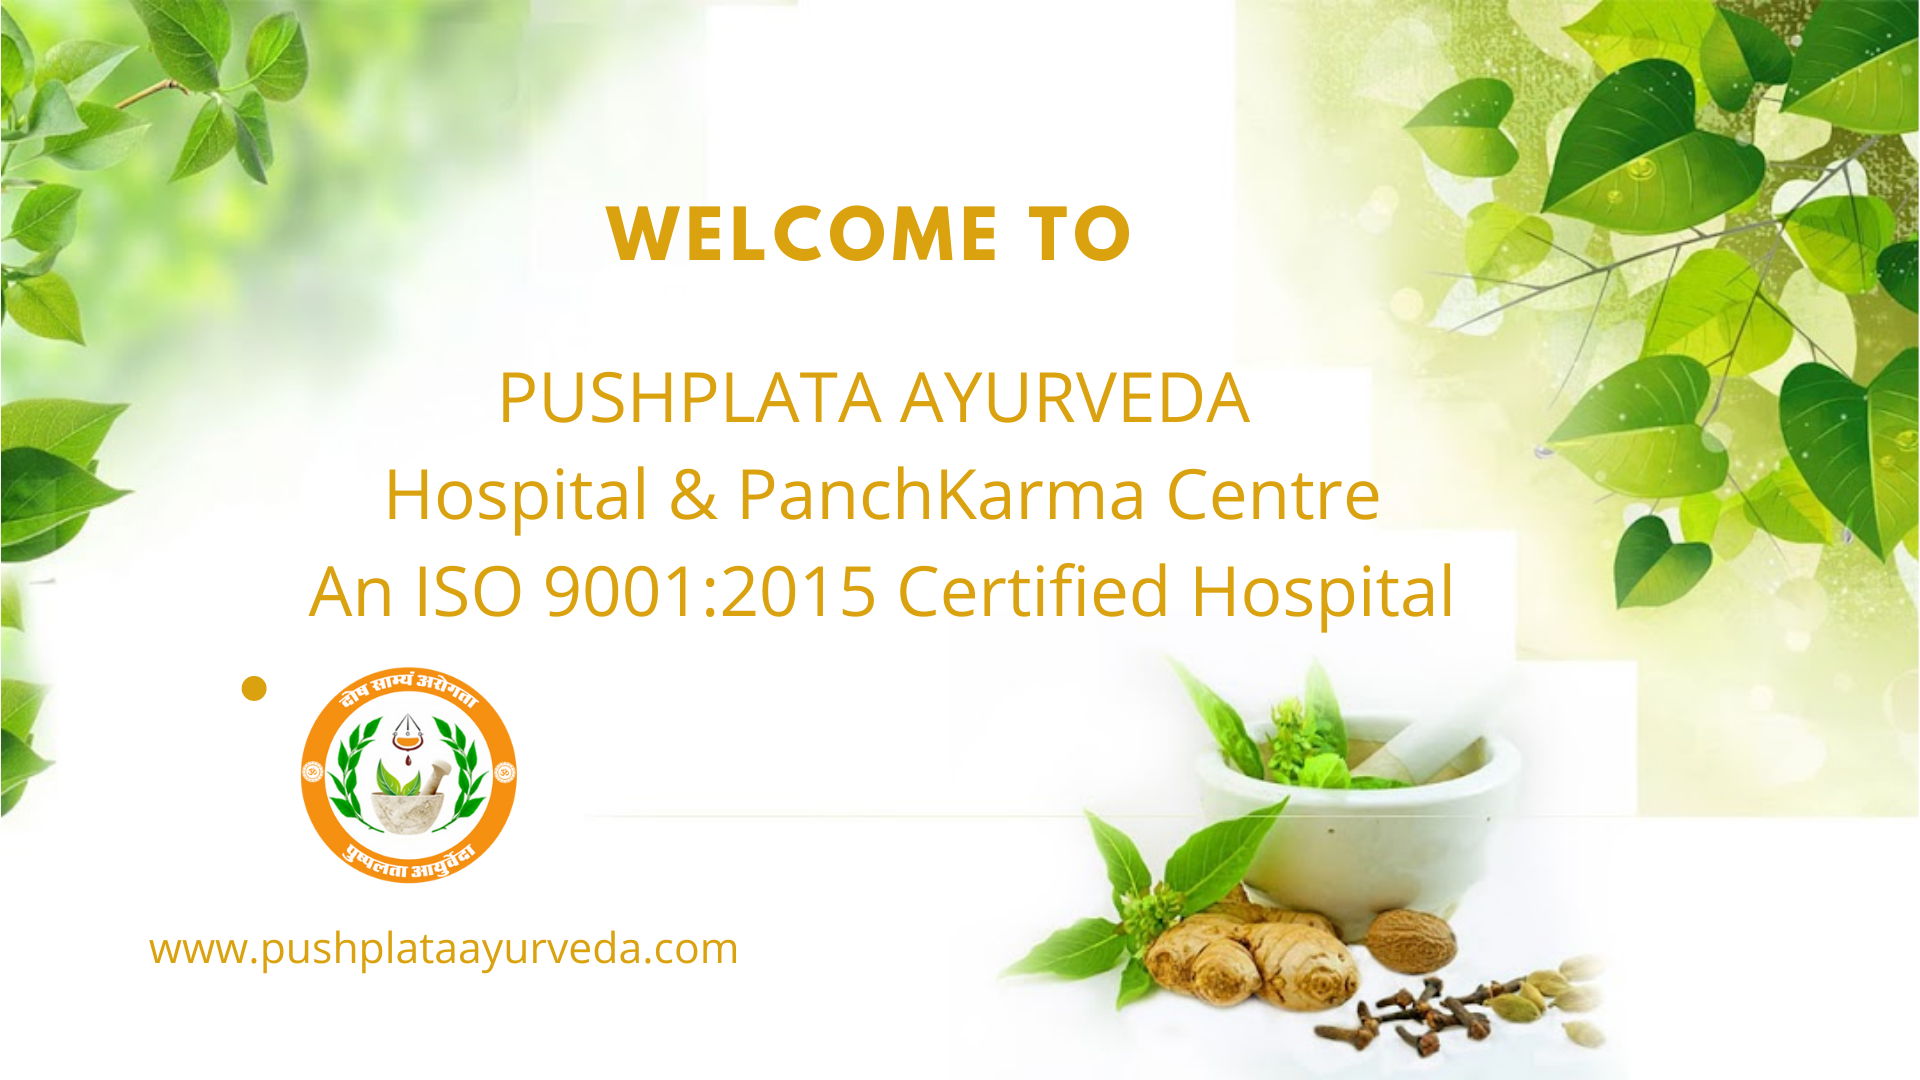 WELCOME TO
PUSHPLATA AYURVEDA
Hospital & PanchKarma Centre
An ISO 9001:2015 Certified Hospital
दोष साम्यं अरोगता
ॐ ॐ
पुष्पलता आयुर्वेदा
www.pushplataayurveda.com